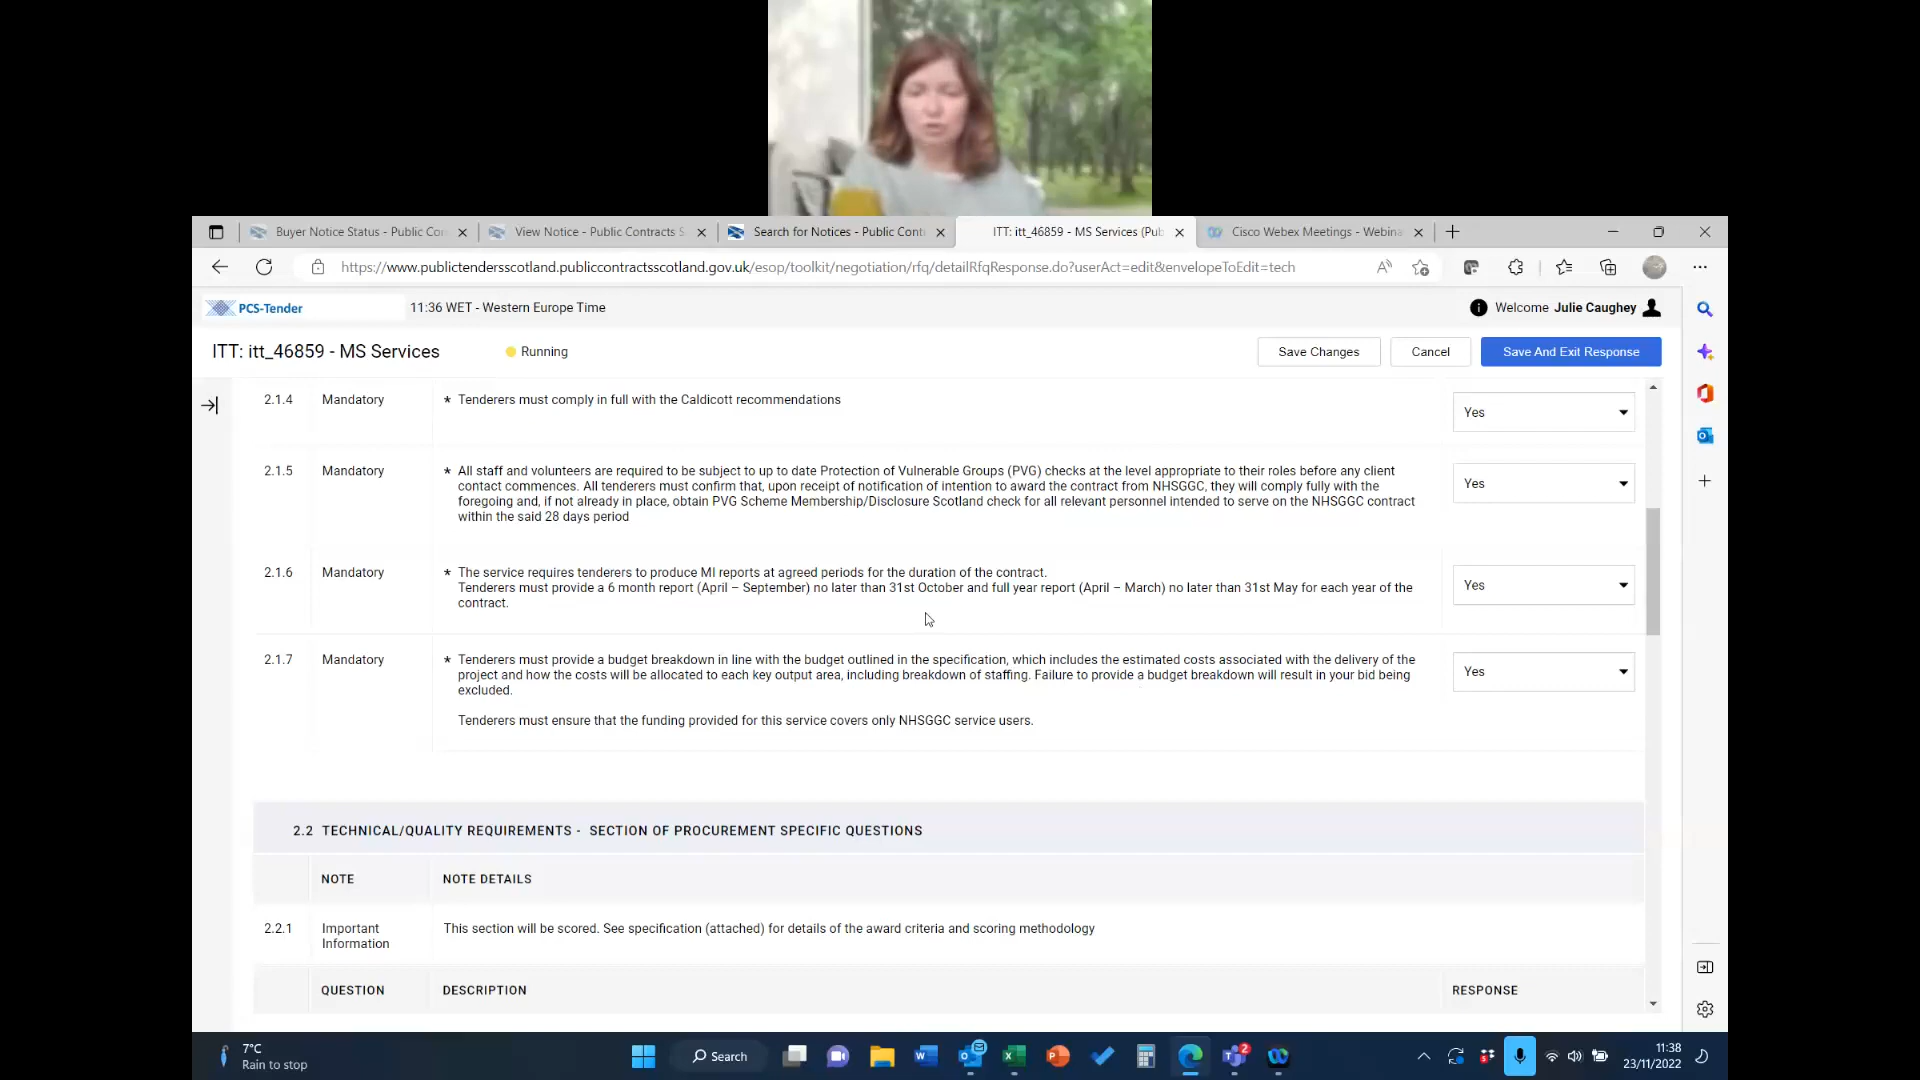 Buyer Notice Status - Public Con
View Notice - Public Contracts S
Search for Notices - Public Contr
ITT: itt_46859 - MS Services (Pub
Cisco Webex Meetings - Webina
https://www.publictendersscotland.publiccontractsscotland.gov.uk/esop/toolkit/negotiation/rfq/detailRfqResponse.do?userAct=edit&envelopeToEdit=tech
PCS-Tender
11:36 WET - Western Europe Time
Welcome Julie Caughey
ITT: itt_46859 - MS Services
Running
Save Changes
Cancel
Save And Exit Response
2.1.4 Mandatory * Tenderers must comply in full with the Caldicott recommendations
Yes
2.1.5 Mandatory * All staff and volunteers are required to be subject to up to date Protection of Vulnerable Groups (PVG) checks at the level appropriate to their roles before any client
contact commences. All tenderers must confirm that, upon receipt of notification of intention to award the contract from NHSGGC, they will comply fully with the
foregoing and, if not already in place, obtain PVG Scheme Membership/Disclosure Scotland check for all relevant personnel intended to serve on the NHSGGC contract
within the said 28 days period
Yes
2.1.6 Mandatory * The service requires tenderers to produce MI reports at agreed periods for the duration of the contract.
Tenderers must provide a 6 month report (April – September) no later than 31st October and full year report (April – March) no later than 31st May for each year of the
contract.
Yes
2.1.7 Mandatory * Tenderers must provide a budget breakdown in line with the budget outlined in the specification, which includes the estimated costs associated with the delivery of the
project and how the costs will be allocated to each key output area, including breakdown of staffing. Failure to provide a budget breakdown will result in your bid being
excluded.
Tenderers must ensure that the funding provided for this service covers only NHSGGC service users.
Yes
2.2 TECHNICAL/QUALITY REQUIREMENTS - SECTION OF PROCUREMENT SPECIFIC QUESTIONS
NOTE NOTE DETAILS
2.2.1 Important
Information
This section will be scored. See specification (attached) for details of the award criteria and scoring methodology
QUESTION DESCRIPTION RESPONSE
7°C
Rain to stop
Search
2
11:38
23/11/2022